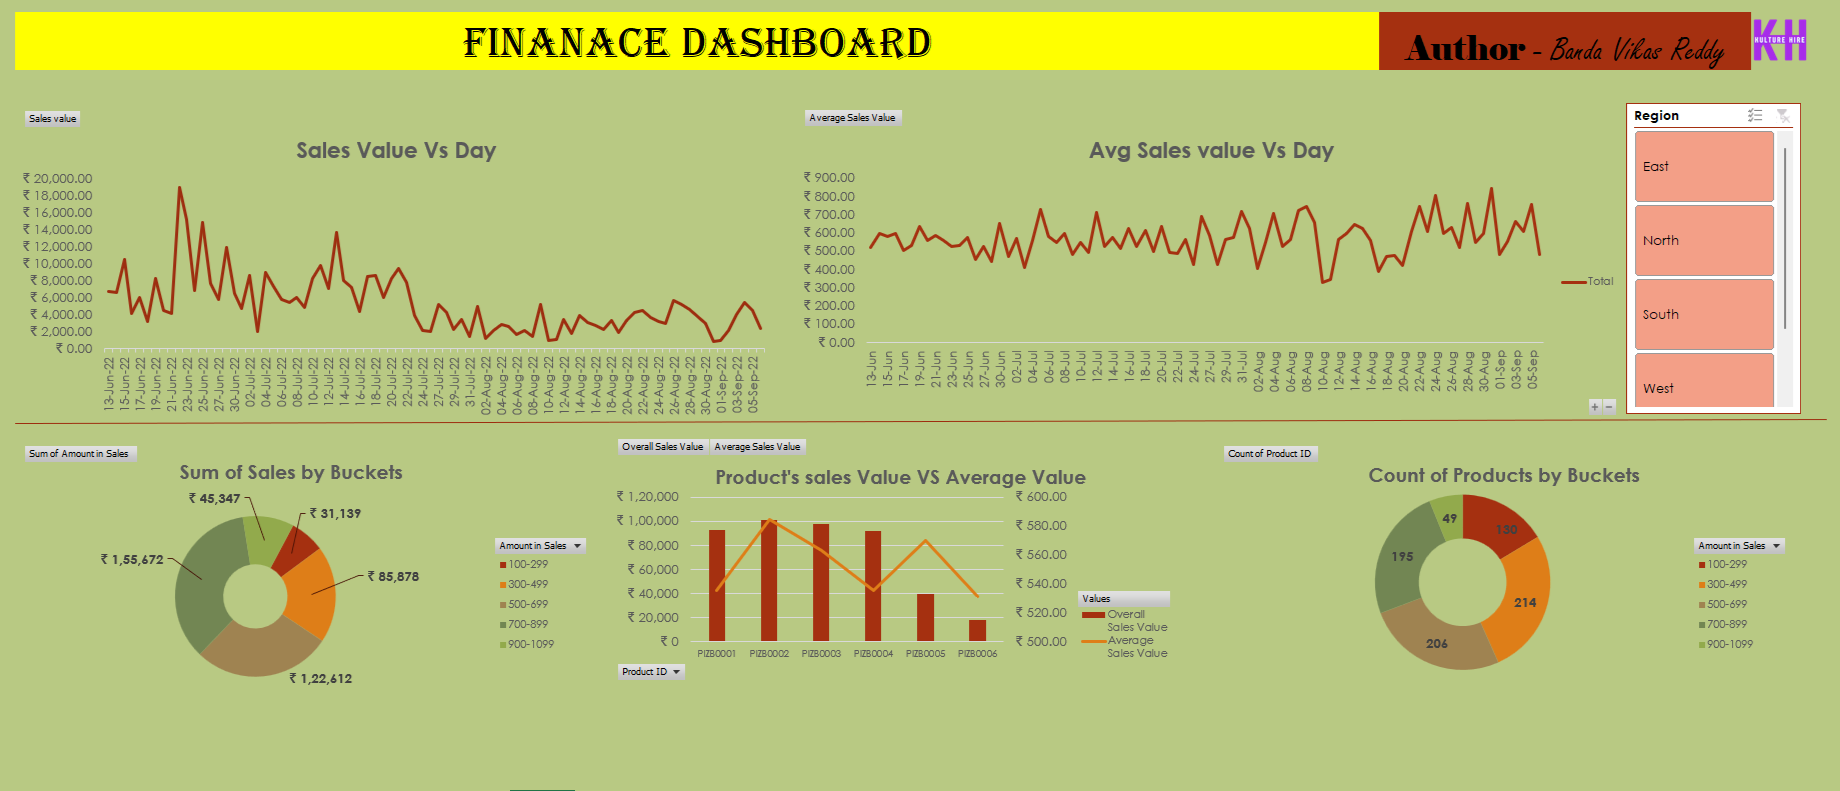 FINANACE DASHBOARD
Author - Banda Vikas Reddy
KH
KULTURE HIRE
Sales value
Sales Value Vs Day
₹ 20,000.00
₹ 18,000.00
₹ 16,000.00
₹ 14,000.00
₹ 12,000.00
₹ 10,000.00
₹ 8,000.00
₹ 6,000.00
₹ 4,000.00
₹ 2,000.00
₹ 0.00
13-Jun-22
15-Jun-22
17-Jun-22
19-Jun-22
21-Jun-22
23-Jun-22
25-Jun-22
27-Jun-22
30-Jun-22
02-Jul-22
04-Jul-22
06-Jul-22
08-Jul-22
10-Jul-22
12-Jul-22
14-Jul-22
16-Jul-22
18-Jul-22
20-Jul-22
22-Jul-22
24-Jul-22
27-Jul-22
29-Jul-22
31-Jul-22
02-Aug-22
04-Aug-22
06-Aug-22
08-Aug-22
10-Aug-22
12-Aug-22
14-Aug-22
16-Aug-22
18-Aug-22
20-Aug-22
22-Aug-22
24-Aug-22
26-Aug-22
28-Aug-22
30-Aug-22
01-Sep-22
03-Sep-22
05-Sep-22
Average Sales Value
Avg Sales value Vs Day
₹ 900.00
₹ 800.00
₹ 700.00
₹ 600.00
₹ 500.00
₹ 400.00
₹ 300.00
₹ 200.00
₹ 100.00
₹ 0.00
13-Jun
15-Jun
17-Jun
19-Jun
21-Jun
23-Jun
25-Jun
27-Jun
30-Jun
02-Jul
04-Jul
06-Jul
08-Jul
10-Jul
12-Jul
14-Jul
16-Jul
18-Jul
20-Jul
22-Jul
24-Jul
27-Jul
29-Jul
31-Jul
02-Aug
04-Aug
06-Aug
08-Aug
10-Aug
12-Aug
14-Aug
16-Aug
18-Aug
20-Aug
22-Aug
24-Aug
26-Aug
28-Aug
30-Aug
01-Sep
03-Sep
05-Sep
Total
+ −
Region
East
North
South
West
Sum of Amount in Sales
Sum of Sales by Buckets
₹ 45,347
₹ 31,139
₹ 1,55,672
₹ 85,878
₹ 1,22,612
Amount in Sales
100-299
300-499
500-699
700-899
900-1099
Overall Sales Value Average Sales Value
Product's sales Value VS Average Value
₹ 1,20,000
₹ 1,00,000
₹ 80,000
₹ 60,000
₹ 40,000
₹ 20,000
₹ 0
₹ 600.00
₹ 580.00
₹ 560.00
₹ 540.00
₹ 520.00
₹ 500.00
PIZB0001 PIZB0002 PIZB0003 PIZB0004 PIZB0005 PIZB0006
Values
Overall
Sales Value
Average
Sales Value
Product ID
Count of Product ID
Count of Products by Buckets
49
130
195
214
206
Amount in Sales
100-299
300-499
500-699
700-899
900-1099